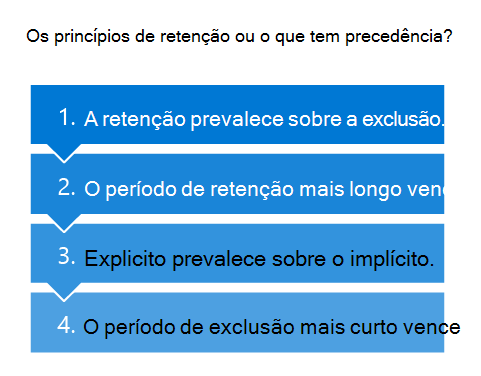 Os princípios de retenção ou o que tem precedência?
1. A retenção prevalece sobre a exclusão.
2. O período de retenção mais longo venc
3. Explicito prevalece sobre o implícito.
4. O período de exclusão mais curto vence